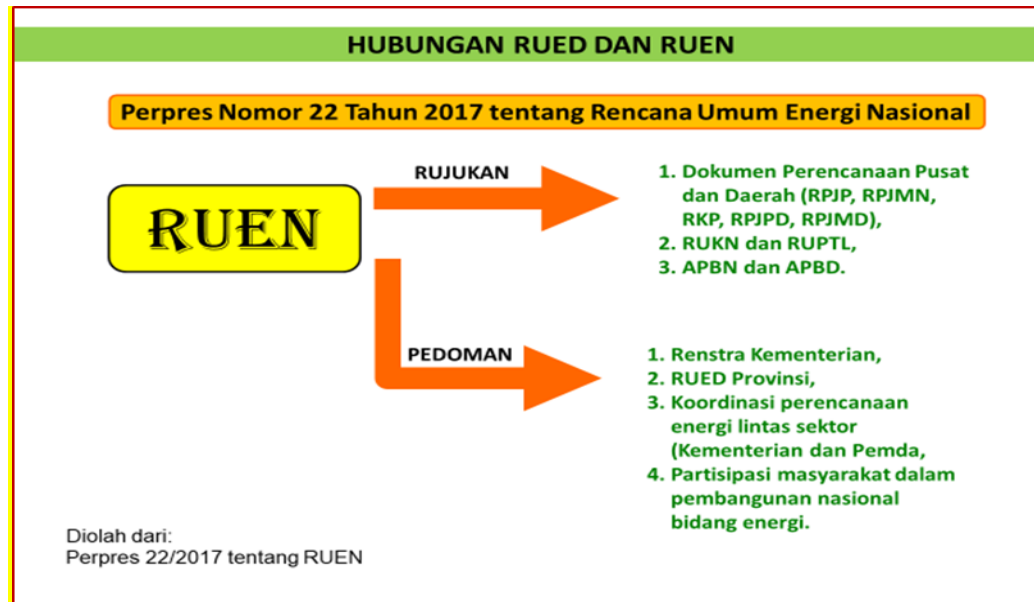 HUBUNGAN RUED DAN RUEN
Perpres Nomor 22 Tahun 2017 tentang Rencana Umum Energi Nasional
RUEN
RUJUKAN
1. Dokumen Perencanaan Pusat
dan Daerah (RPJP, RPJMN,
RKP, RPJPD, RPJMD),
2. RUKN dan RUPTL,
3. APBN dan APBD.
PEDOMAN
1. Renstra Kementerian,
2. RUED Provinsi,
3. Koordinasi perencanaan
energi lintas sektor
(Kementerian dan Pemda,
4. Partisipasi masyarakat dalam
pembangunan nasional
bidang energi.
Diolah dari:
Perpres 22/2017 tentang RUEN